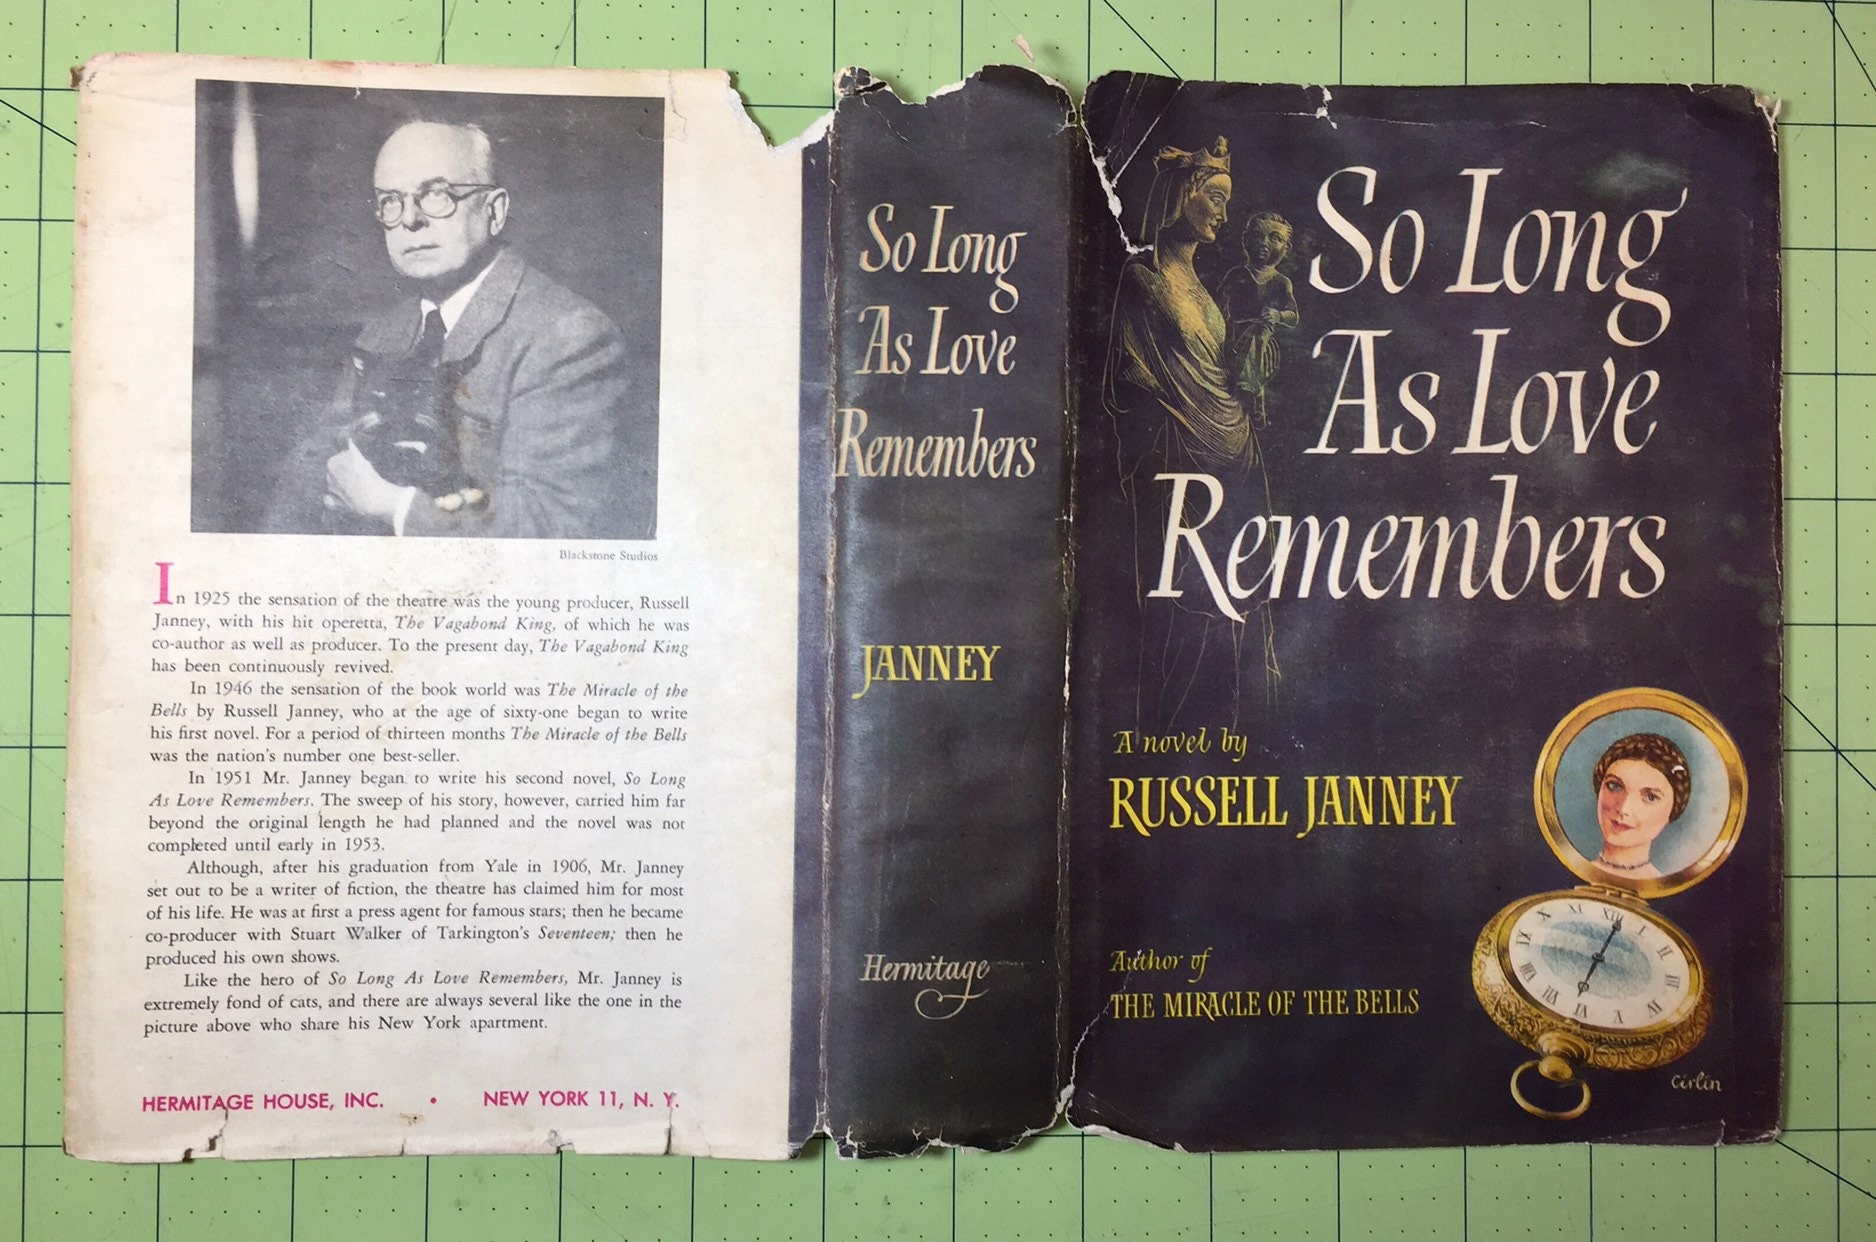 Blackstone Studios
In 1925 the sensation of the theatre was the young producer, Russell
Janney, with his hit operetta, The Vagabond King, of which he was
co-author as well as producer. To the present day, The Vagabond King
has been continuously revived.
In 1946 the sensation of the book world was The Miracle of the
Bells by Russell Janney, who at the age of sixty-one began to write
his first novel. For a period of thirteen months The Miracle of the Bells
was the nation's number one best-seller.
In 1951 Mr. Janney began to write his second novel, So Long
As Love Remembers. The sweep of his story, however, carried him far
beyond the original length he had planned and the novel was not
completed until early in 1953.
Although, after his graduation from Yale in 1906, Mr. Janney
set out to be a writer of fiction, the theatre has claimed him for most
of his life. He was at first a press agent for famous stars; then he became
co-producer with Stuart Walker of Tarkington's Seventeen; then he
produced his own shows.
Like the hero of So Long As Love Remembers, Mr. Janney is
extremely fond of cats, and there are always several like the one in the
picture above who share his New York apartment.
HERMITAGE HOUSE, INC. • NEW YORK 11, N. Y.
So Long
As Love
Remembers
JANNEY
Hermitage
So Long
As Love
Remembers
A novel by
RUSSELL JANNEY
Author of
THE MIRACLE OF THE BELLS
XII
I
II
III
IV
V
VI
VII
VIII
IX
X
XI
Cirlin